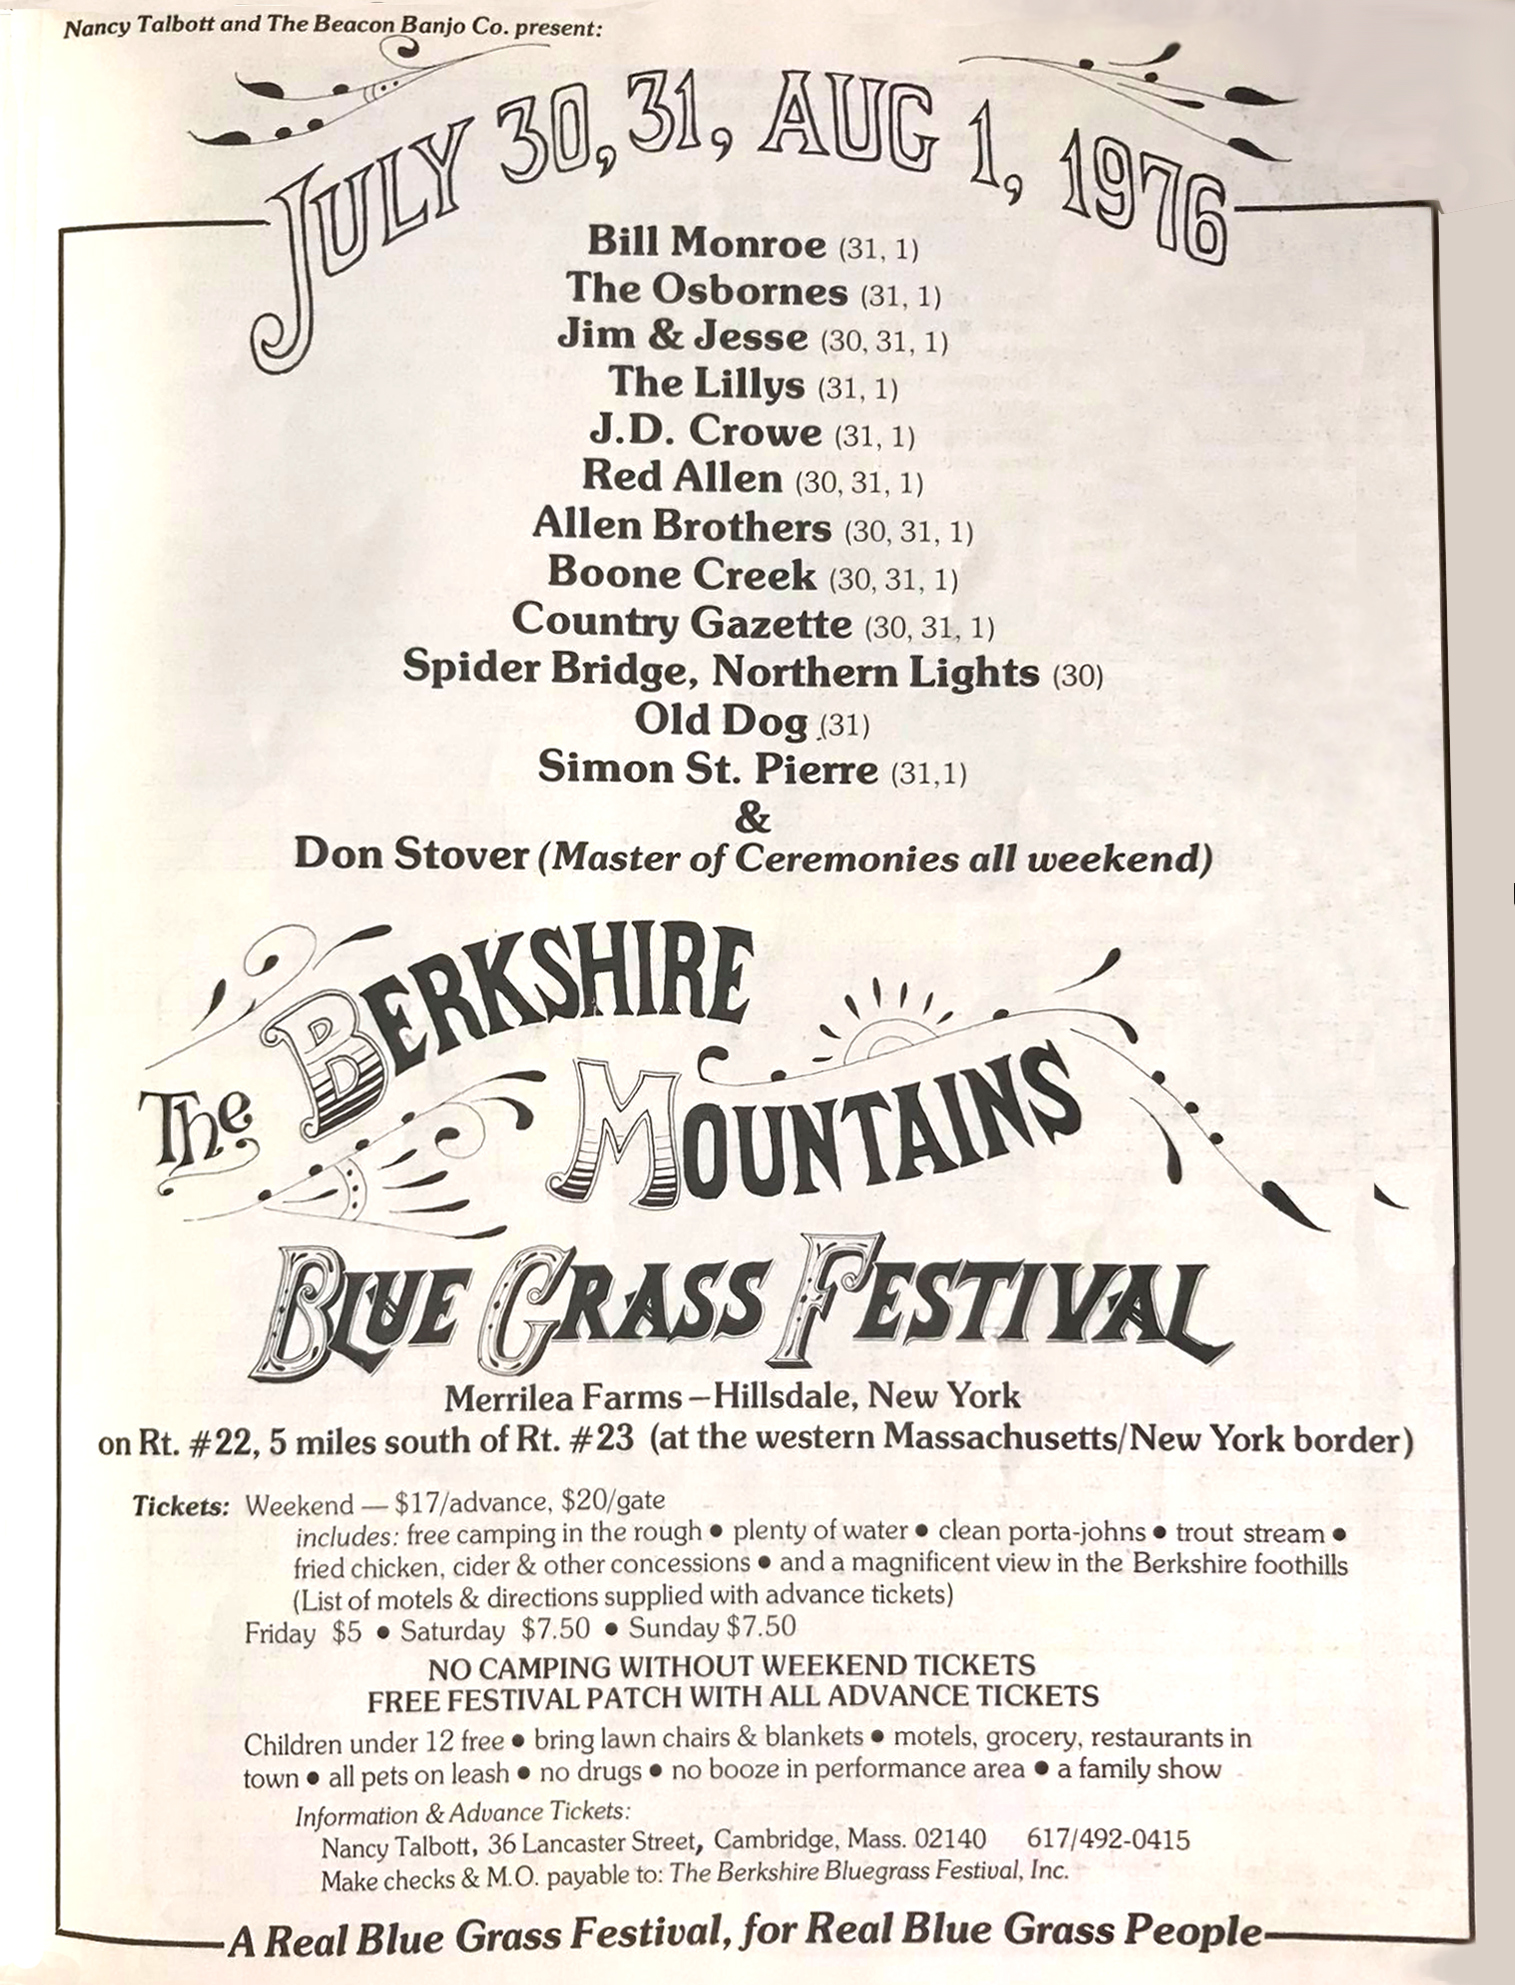 Nancy Talbott and The Beacon Banjo Co. present:
JULY 30, 31, AUG 1, 1976
Bill Monroe (31, 1)
The Osbornes (31, 1)
Jim & Jesse (30, 31, 1)
The Lillys (31, 1)
J.D. Crowe (31, 1)
Red Allen (30, 31, 1)
Allen Brothers (30, 31, 1)
Boone Creek (30, 31, 1)
Country Gazette (30, 31, 1)
Spider Bridge, Northern Lights (30)
Old Dog (31)
Simon St. Pierre (31,1)
&
Don Stover (Master of Ceremonies all weekend)
The BERKSHIRE
MOUNTAINS
BLUE GRASS FESTIVAL
Merrilea Farms – Hillsdale, New York
on Rt. #22, 5 miles south of Rt. #23 (at the western Massachusetts/New York border)
Tickets: Weekend — $17/advance, $20/gate
includes: free camping in the rough • plenty of water • clean porta-johns • trout stream •
fried chicken, cider & other concessions • and a magnificent view in the Berkshire foothills
(List of motels & directions supplied with advance tickets)
Friday $5 • Saturday $7.50 • Sunday $7.50
NO CAMPING WITHOUT WEEKEND TICKETS
FREE FESTIVAL PATCH WITH ALL ADVANCE TICKETS
Children under 12 free • bring lawn chairs & blankets • motels, grocery, restaurants in
town • all pets on leash • no drugs • no booze in performance area • a family show
Information & Advance Tickets:
Nancy Talbott, 36 Lancaster Street, Cambridge, Mass. 02140 617/492-0415
Make checks & M.O. payable to: The Berkshire Bluegrass Festival, Inc.
A Real Blue Grass Festival, for Real Blue Grass People